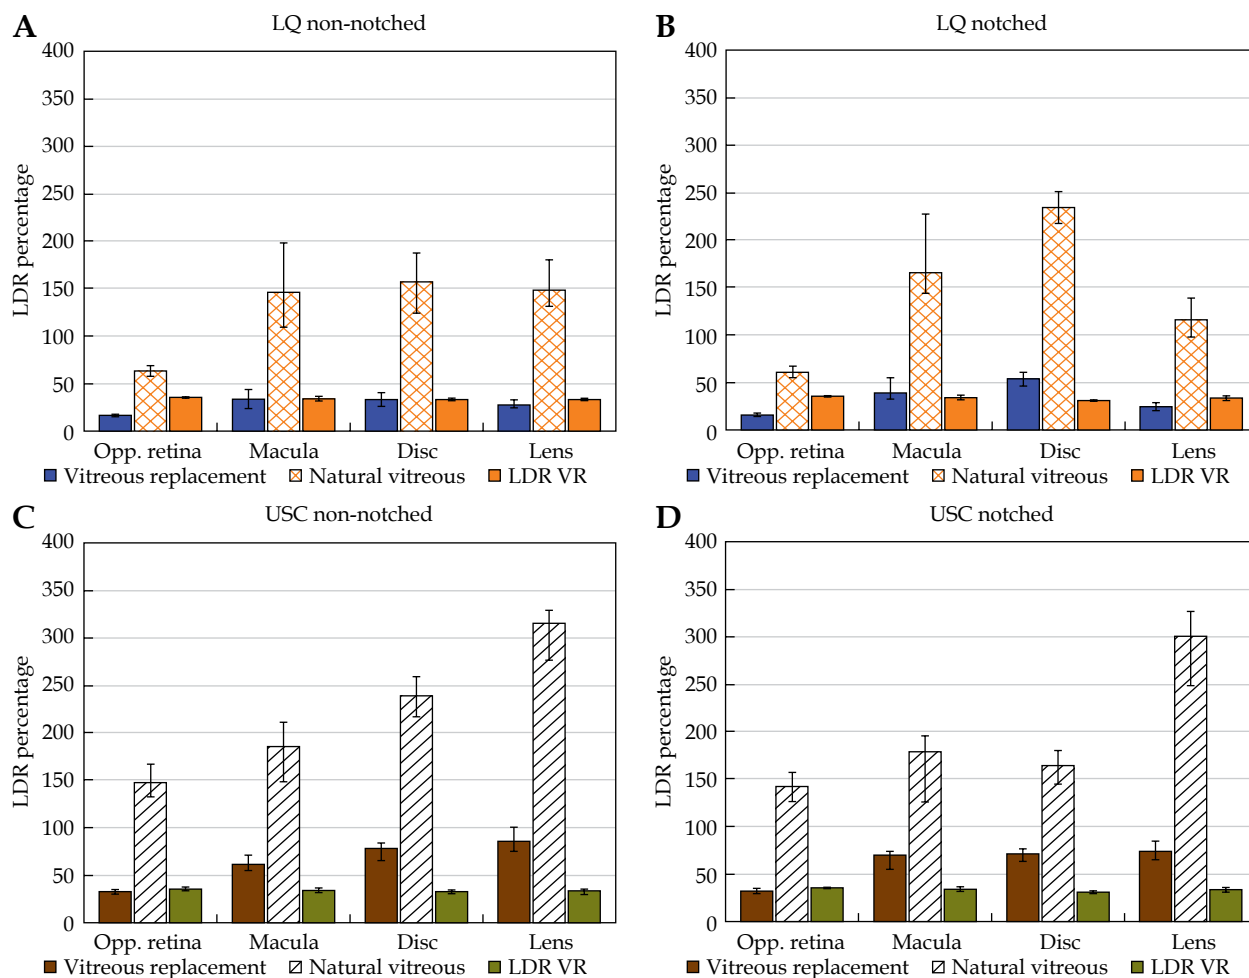 A
LQ non-notched
400
350
300
250
200
150
100
50
0
LDR percentage
Opp. retina Macula Disc Lens
Vitreous replacement Natural vitreous LDR VR
B
LQ notched
400
350
300
250
200
150
100
50
0
LDR percentage
Opp. retina Macula Disc Lens
Vitreous replacement Natural vitreous LDR VR
C
USC non-notched
400
350
300
250
200
150
100
50
0
LDR percentage
Opp. retina Macula Disc Lens
Vitreous replacement Natural vitreous LDR VR
D
USC notched
400
350
300
250
200
150
100
50
0
LDR percentage
Opp. retina Macula Disc Lens
Vitreous replacement Natural vitreous LDR VR